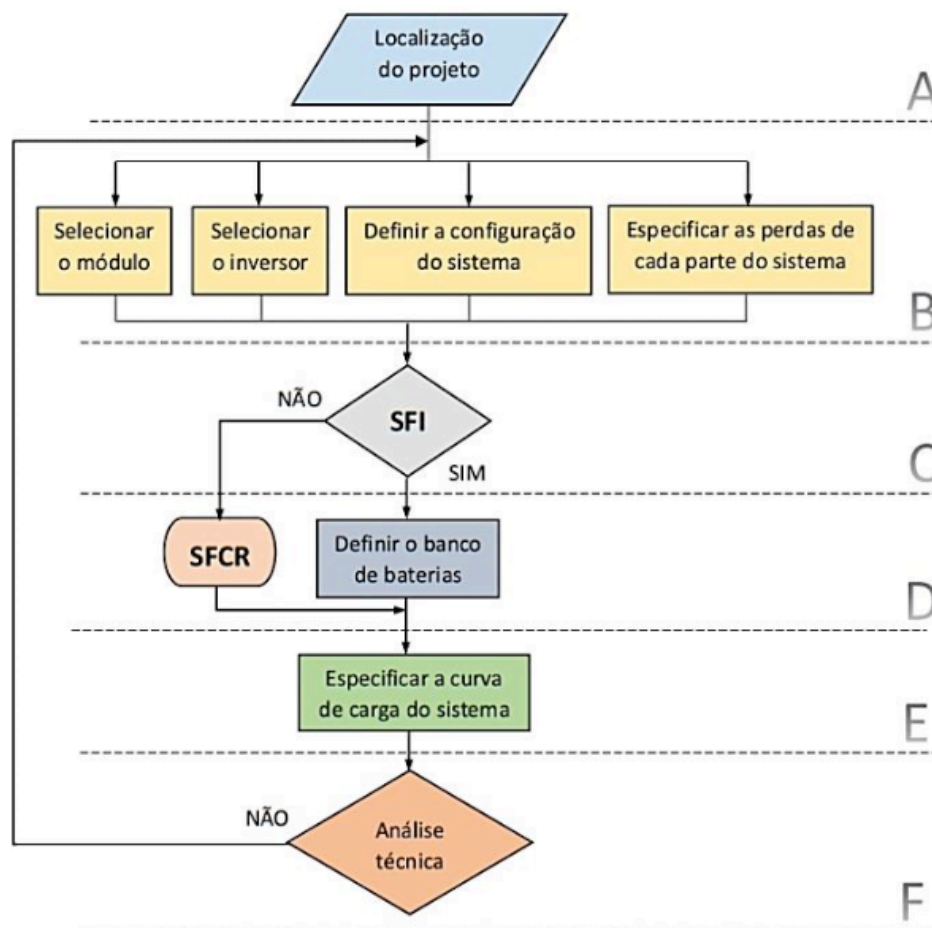 Localização
do projeto
A
Selecionar
o módulo
Selecionar
o inversor
Definir a configuração
do sistema
Especificar as perdas de
cada parte do sistema
B
NÃO
SFI
SIM
C
SFCR
Definir o banco
de baterias
D
Especificar a curva
de carga do sistema
E
NÃO
Análise
técnica
F